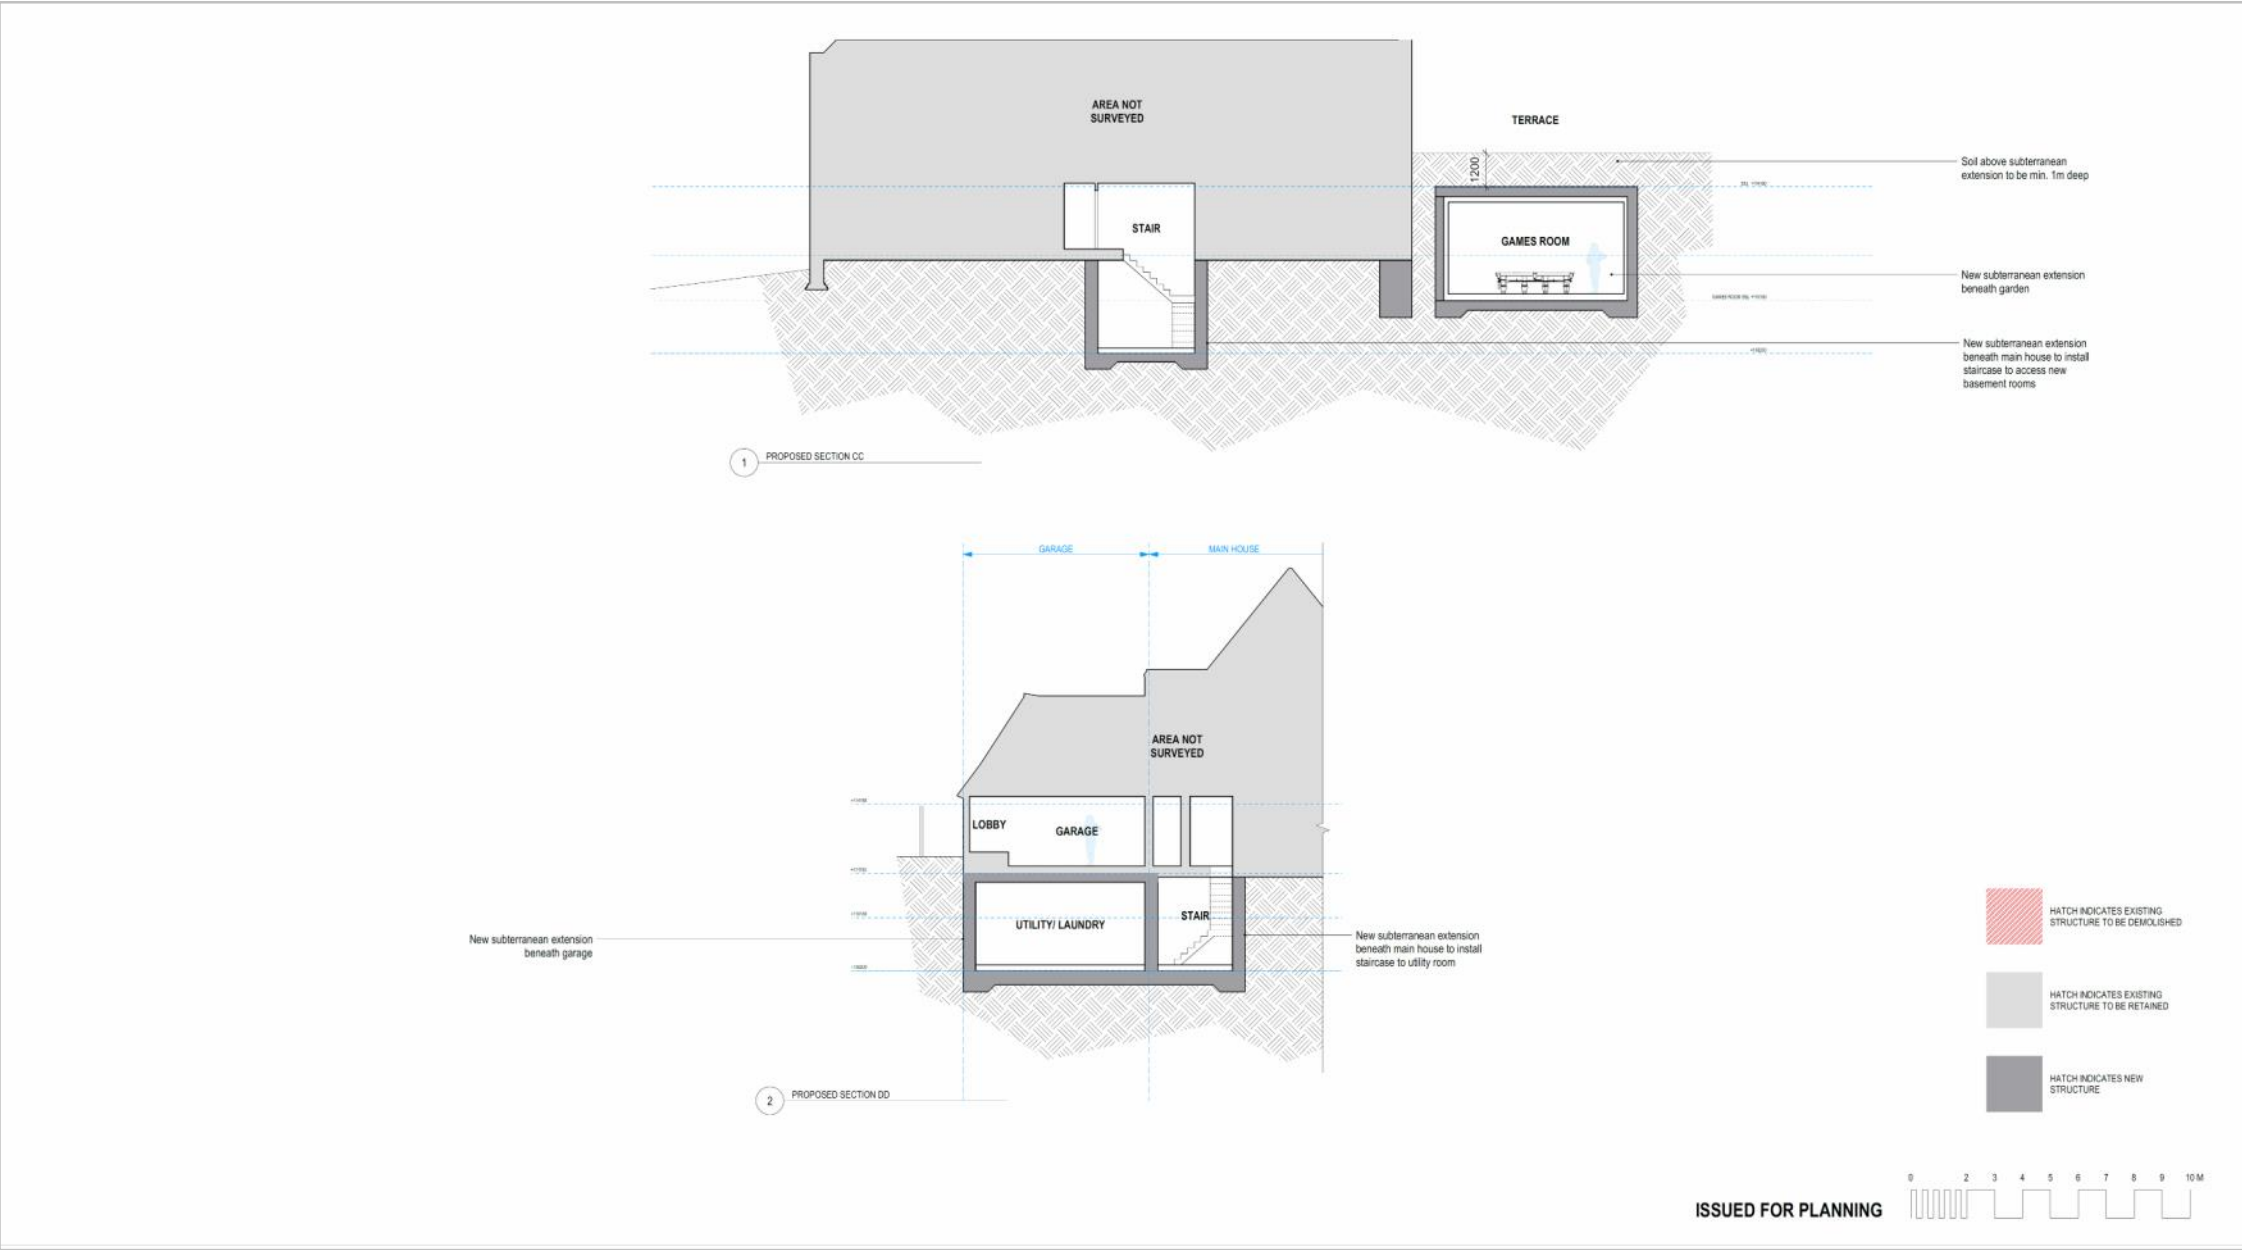 AREA NOT
SURVEYED
TERRACE
1200
Soil above subterranean
extension to be min. 1m deep
STAIR
GAMES ROOM
New subterranean extension
beneath garden
New subterranean extension
beneath main house to install
staircase to access new
basement rooms
1
PROPOSED SECTION CC
GARAGE
MAIN HOUSE
AREA NOT
SURVEYED
LOBBY
GARAGE
UTILITY/ LAUNDRY
STAIR
New subterranean extension
beneath garage
New subterranean extension
beneath main house to install
staircase to utility room
2
PROPOSED SECTION DD
HATCH INDICATES EXISTING
STRUCTURE TO BE DEMOLISHED
HATCH INDICATES EXISTING
STRUCTURE TO BE RETAINED
HATCH INDICATES NEW
STRUCTURE
ISSUED FOR PLANNING
0 2 3 4 5 6 7 8 9 10 M